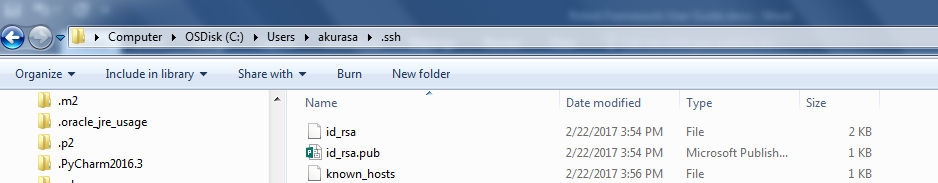 Computer OSDisk (C:) Users akurasa .ssh
Organize Include in library Share with Burn New folder
Name Date modified Type Size
.m2
.oracle_jre_usage
.p2
.PyCharm2016.3
id_rsa 2/22/2017 3:54 PM File 2 KB
id_rsa.pub 2/22/2017 3:54 PM Microsoft Publish... 1 KB
known_hosts 2/22/2017 3:56 PM File 1 KB